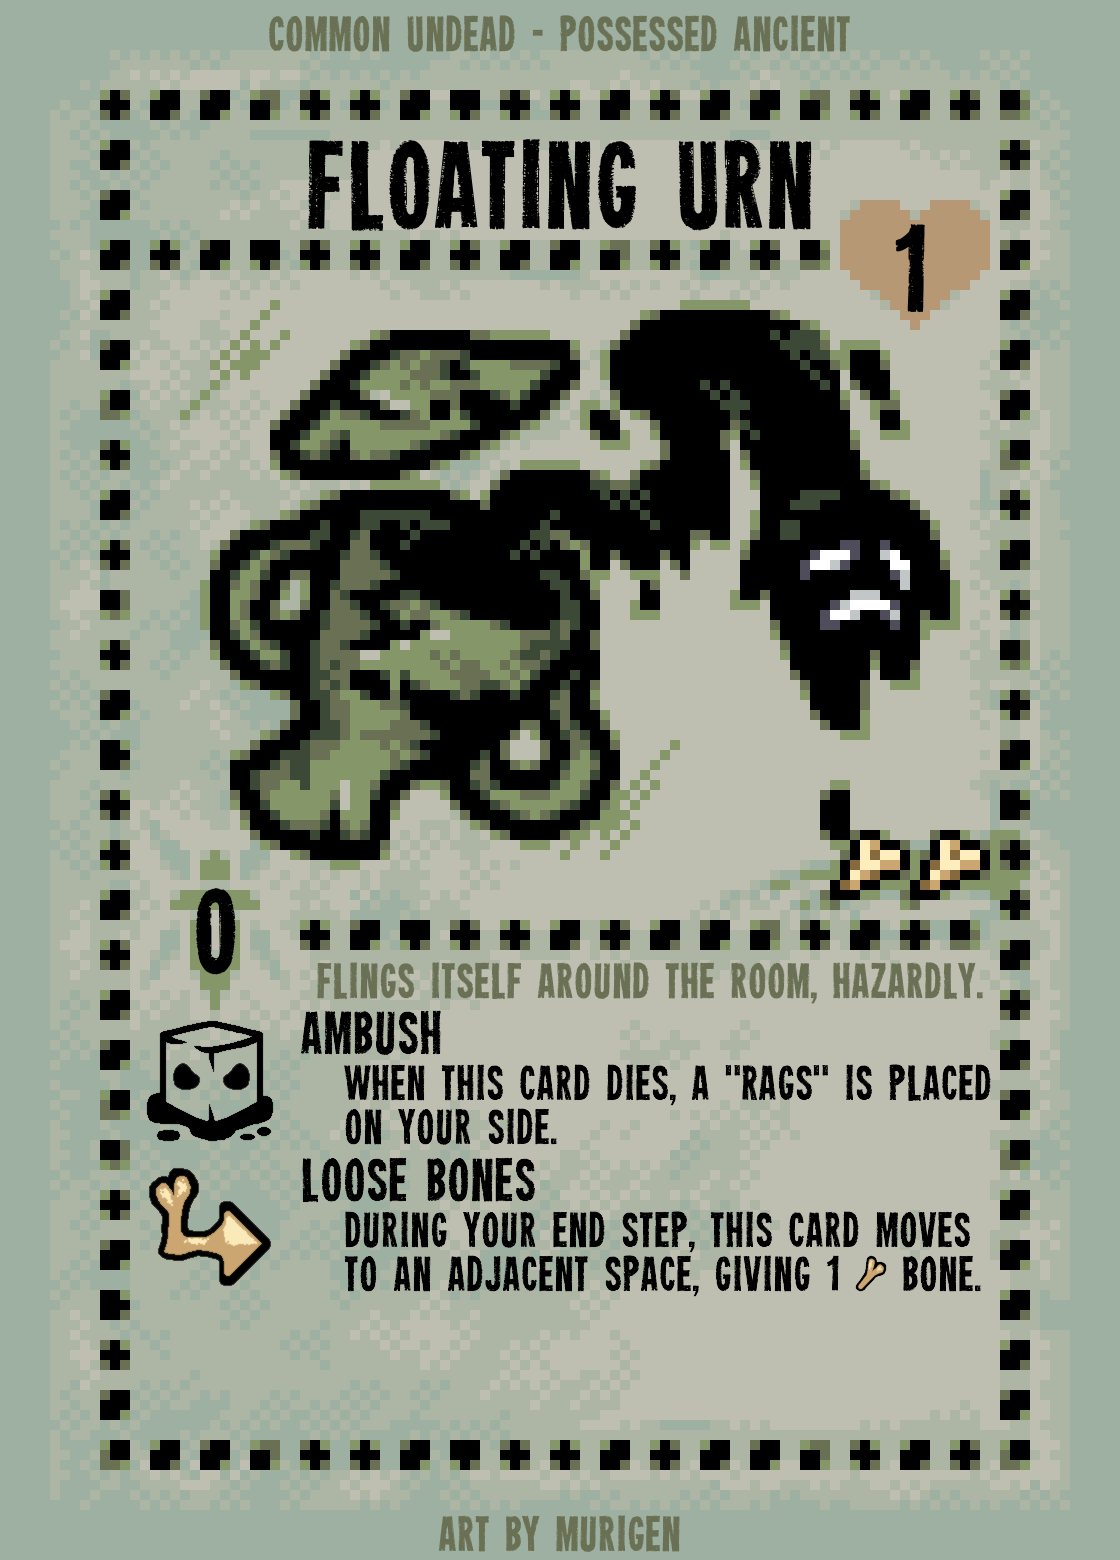 COMMON UNDEAD - POSSESSED ANCIENT
FLOATING URN
1
0
FLINGS ITSELF AROUND THE ROOM, HAZARDLY.
AMBUSH
WHEN THIS CARD DIES, A "RAGS" IS PLACED
ON YOUR SIDE.
LOOSE BONES
DURING YOUR END STEP, THIS CARD MOVES
TO AN ADJACENT SPACE, GIVING 1 BONE.
ART BY MURIGEN